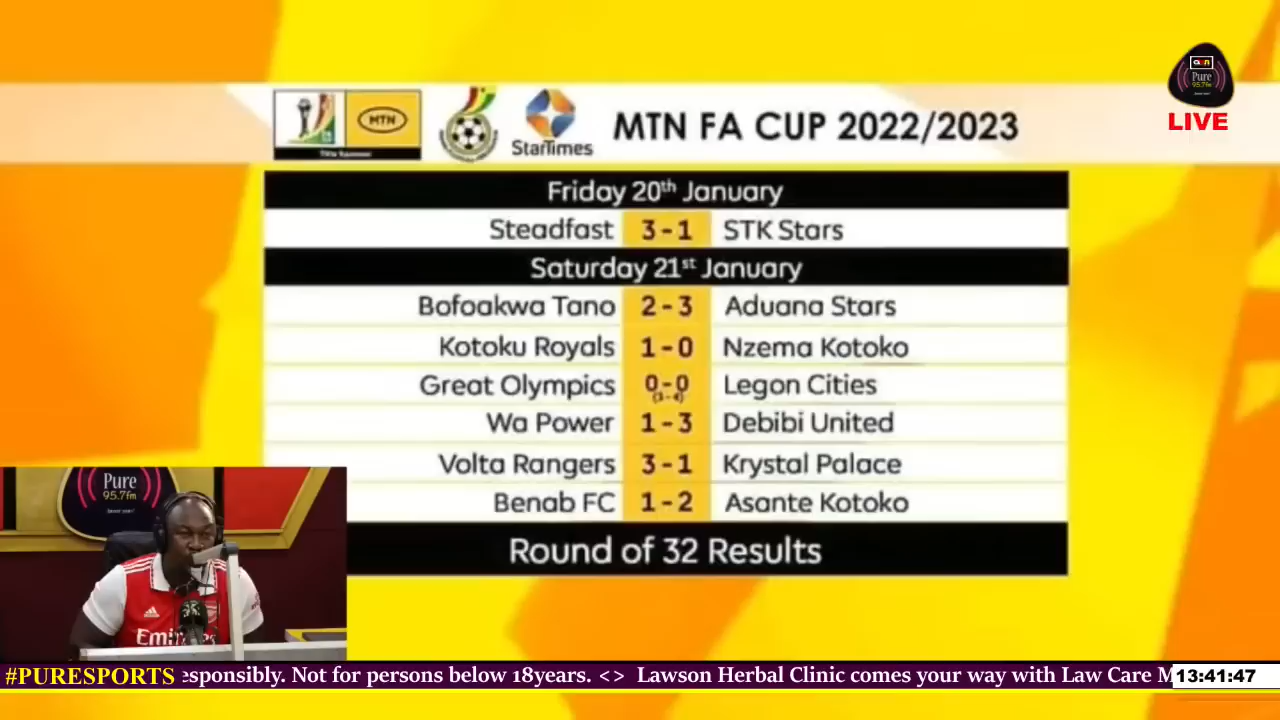 MTN
StarTimes
MTN FA CUP 2022/2023
Pure
95.7fm
LIVE
Friday 20th January
Steadfast 3 - 1 STK Stars
Saturday 21st January
Bofoakwa Tano 2 - 3 Aduana Stars
Kotoku Royals 1 - 0 Nzema Kotoko
Great Olympics 0 - 0 Legon Cities
Wa Power 1 - 3 Debibi United
Volta Rangers 3 - 1 Krystal Palace
Benab FC 1 - 2 Asante Kotoko
Round of 32 Results
Pure
95.7fm
Emirates
#PURESPORTS esponsibly. Not for persons below 18years. <> Lawson Herbal Clinic comes your way with Law Care M
13:41:47